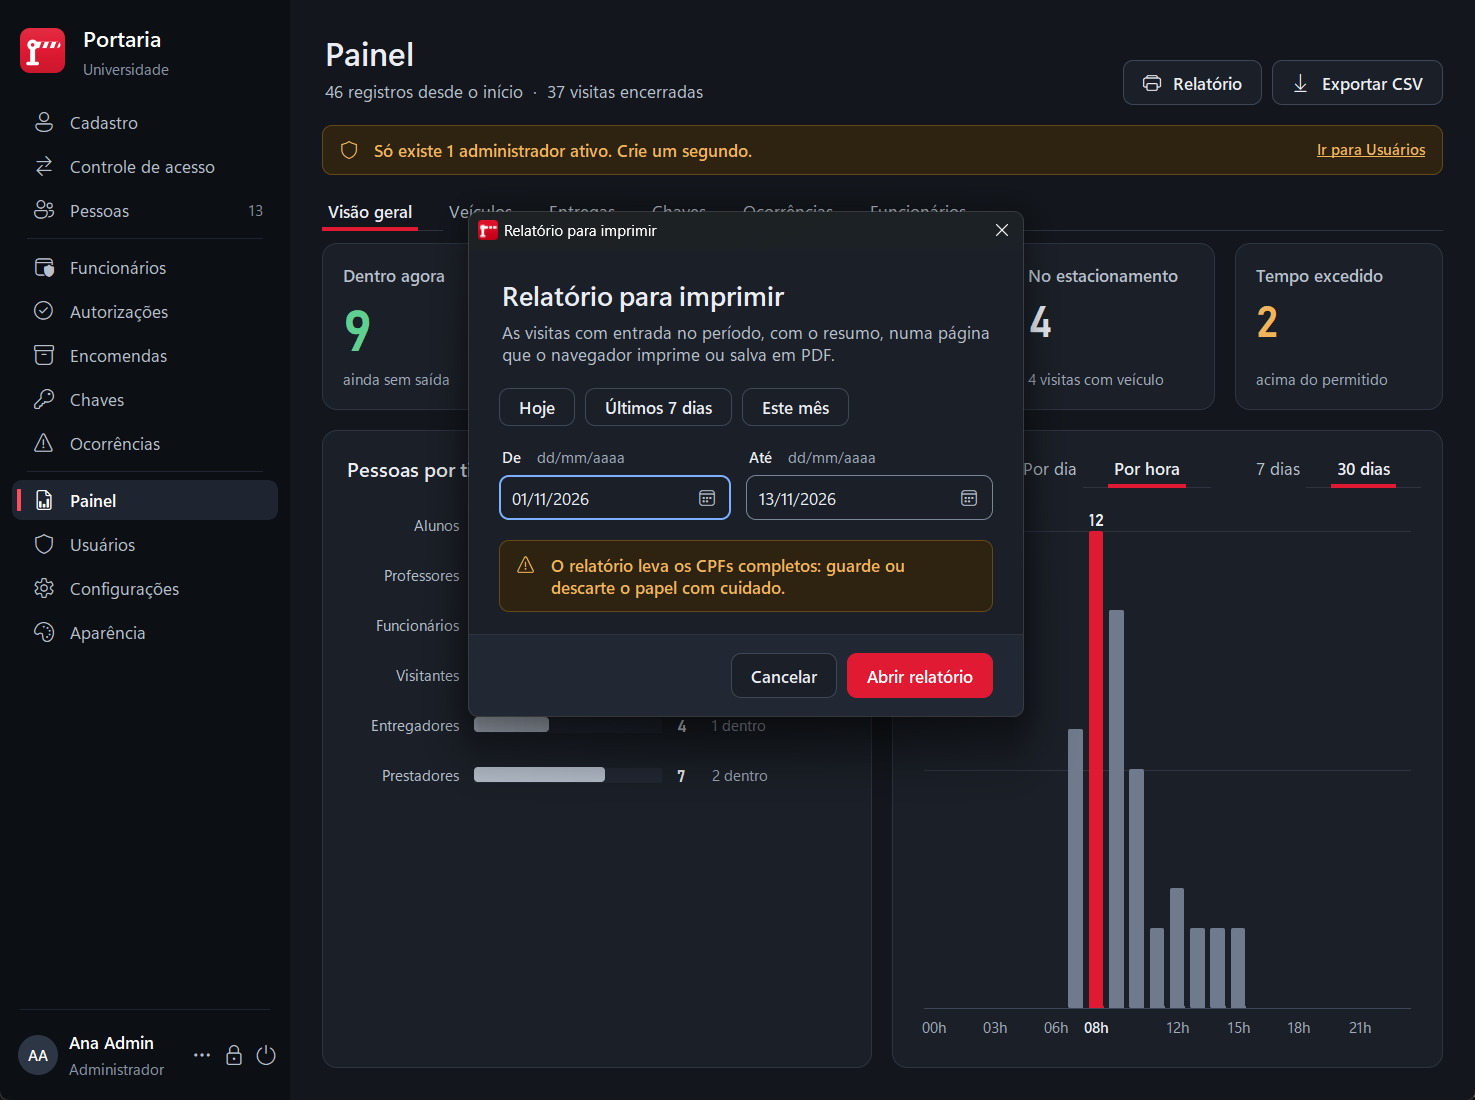 Portaria
Universidade
Cadastro
Controle de acesso
Pessoas 13
Funcionários
Autorizações
Encomendas
Chaves
Ocorrências
Painel
Usuários
Configurações
Aparência
AA
Ana Admin
Administrador
Painel
46 registros desde o início · 37 visitas encerradas
Relatório
Exportar CSV
Só existe 1 administrador ativo. Crie um segundo.
Ir para Usuários
Visão geral Veículos Entregas Chaves Ocorrências Funcionários
Dentro agora
9
ainda sem saída
No estacionamento
4
4 visitas com veículo
Tempo excedido
2
acima do permitido
Relatório para imprimir
Relatório para imprimir
As visitas com entrada no período, com o resumo, numa página
que o navegador imprime ou salva em PDF.
Hoje Últimos 7 dias Este mês
De dd/mm/aaaa Até dd/mm/aaaa
01/11/2026 13/11/2026
O relatório leva os CPFs completos: guarde ou
descarte o papel com cuidado.
Cancelar Abrir relatório
Pessoas por t
Alunos
Professores
Funcionários
Visitantes
Entregadores 4 1 dentro
Prestadores 7 2 dentro
Por dia Por hora 7 dias 30 dias
12
00h 03h 06h 08h 12h 15h 18h 21h